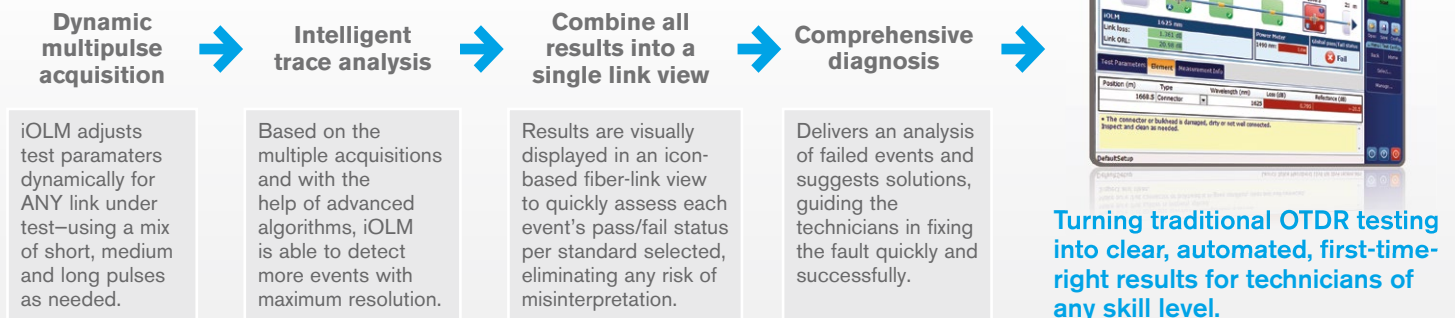 Dynamic
multipulse
acquisition
Intelligent
trace analysis
Combine all
results into a
single link view
Comprehensive
diagnosis
iOLM adjusts
test paramaters
dynamically for
ANY link under
test–using a mix
of short, medium
and long pulses
as needed.
Based on the
multiple acquisitions
and with the
help of advanced
algorithms, iOLM
is able to detect
more events with
maximum resolution.
Results are visually
displayed in an icon-
based fiber-link view
to quickly assess each
event's pass/fail status
per standard selected,
eliminating any risk of
misinterpretation.
Delivers an analysis
of failed events and
suggests solutions,
guiding the
technicians in fixing
the fault quickly and
successfully.
iOLM 1625 nm
Link loss:
Link ORL:
Power Meter
1490 nm:
Global pass/fail status
Fail
Test Parameters Element Measurement Info
Position (m) Type Wavelength (nm) Loss (dB) Reflectance (dB)
1668.5 Connector 1625
• The connector or bulkhead is damaged, dirty or not well connected.
Inspect and clean as needed.
DefaultSetup
Turning traditional OTDR testing
into clear, automated, first-time-
right results for technicians of
any skill level.